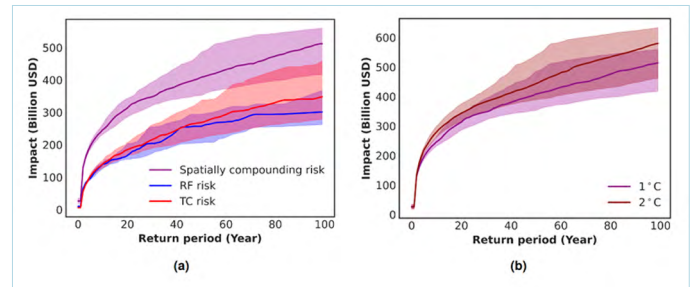 500
400
300
200
100
0
Impact (Billion USD)
Spatially compounding risk
RF risk
TC risk
0 20 40 60 80 100
Return period (Year)
(a)
600
500
400
300
200
100
0
Impact (Billion USD)
1°C
2°C
0 20 40 60 80 100
Return period (Year)
(b)